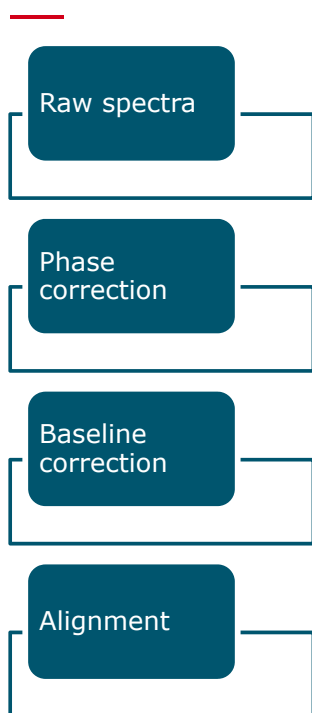 Raw spectra
Phase
correction
Baseline
correction
Alignment